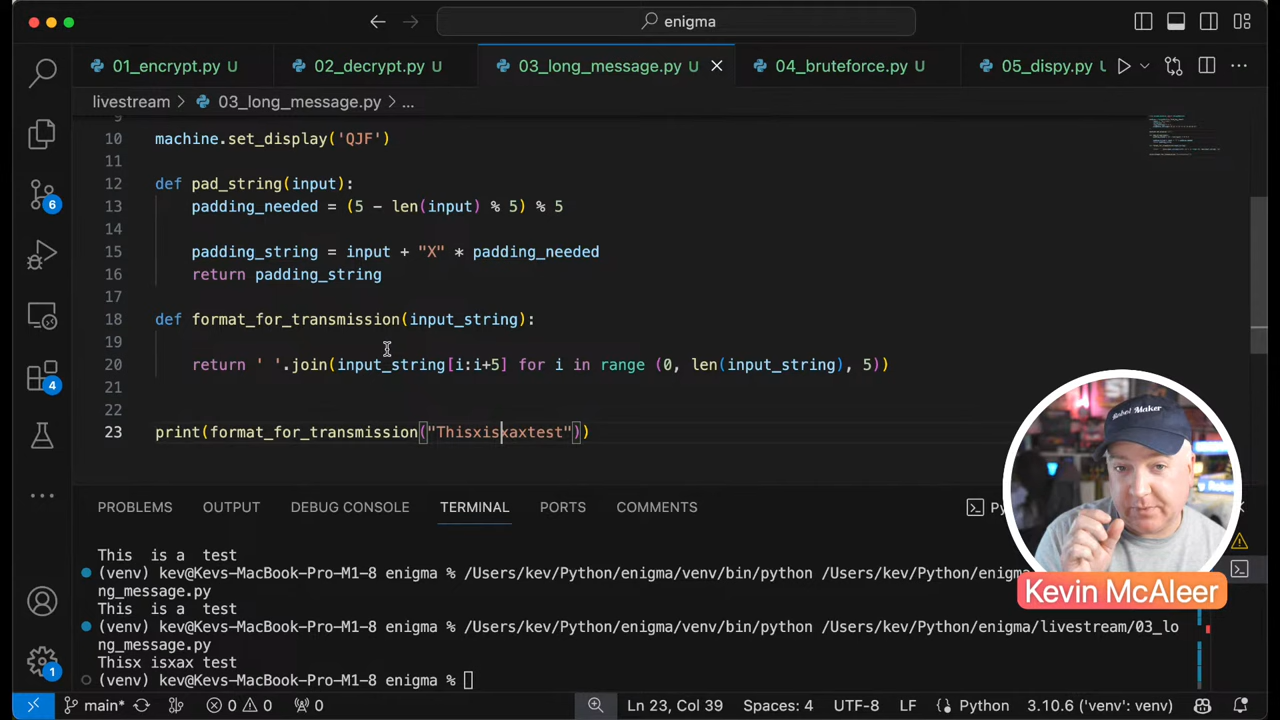 enigma
01_encrypt.py U
02_decrypt.py U
03_long_message.py U
04_bruteforce.py U
05_dispy.py
livestream > 03_long_message.py > ...
9
10 machine.set_display('QJF')
11
12 def pad_string(input):
13 padding_needed = (5 - len(input) % 5) % 5
14
15 padding_string = input + "X" * padding_needed
16 return padding_string
17
18 def format_for_transmission(input_string):
19
20 return ' '.join(input_string[i:i+5] for i in range (0, len(input_string), 5))
21
22
23 print(format_for_transmission("Thisxisxaxtest"))
6
4
1
Robot Maker
Kevin McAleer
PROBLEMS OUTPUT DEBUG CONSOLE TERMINAL PORTS COMMENTS
This  is a  test
(venv) kev@Kevs-MacBook-Pro-M1-8 enigma % /Users/kev/Python/enigma/venv/bin/python /Users/kev/Python/enigma
ng_message.py
This  is a  test
(venv) kev@Kevs-MacBook-Pro-M1-8 enigma % /Users/kev/Python/enigma/venv/bin/python /Users/kev/Python/enigma/livestream/03_lo
ng_message.py
Thisx isxax test
(venv) kev@Kevs-MacBook-Pro-M1-8 enigma %
main* 0 0 0 Ln 23, Col 39 Spaces: 4 UTF-8 LF Python 3.10.6 ('venv': venv)